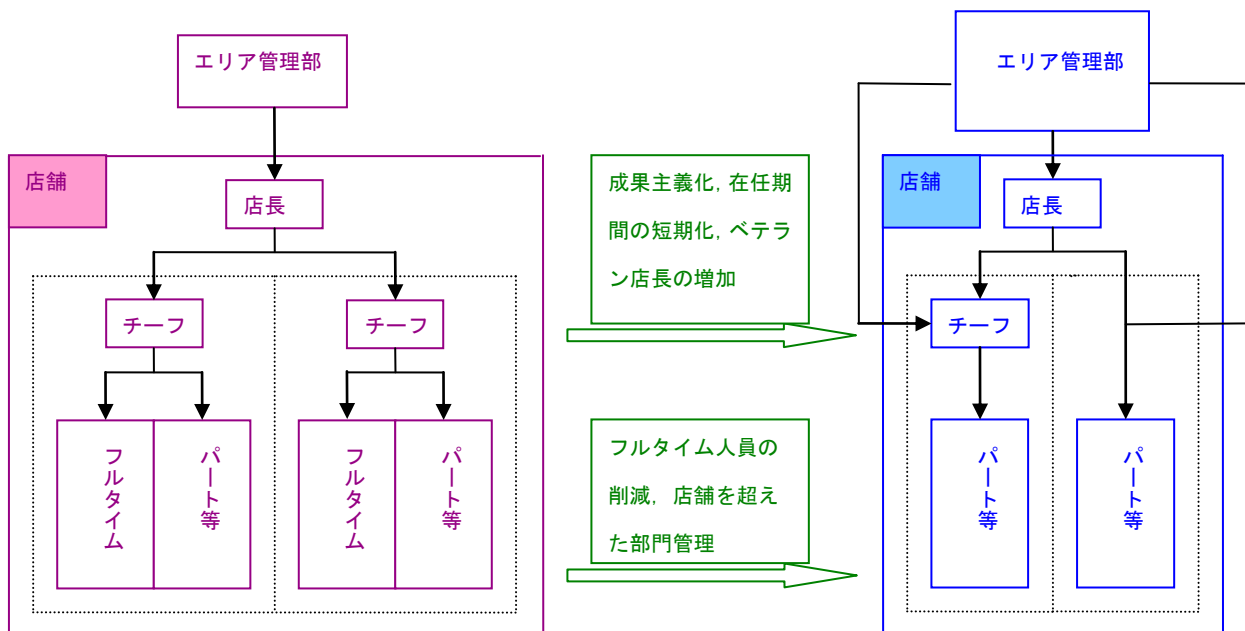 エリア管理部
店舗
店長
チーフ
チーフ
フルタイム
パート等
フルタイム
パート等
成果主義化,在任期
間の短期化,ベテラ
ン店長の増加
フルタイム人員の
削減,店舗を超え
た部門管理
エリア管理部
店舗
店長
チーフ
パート等
パート等